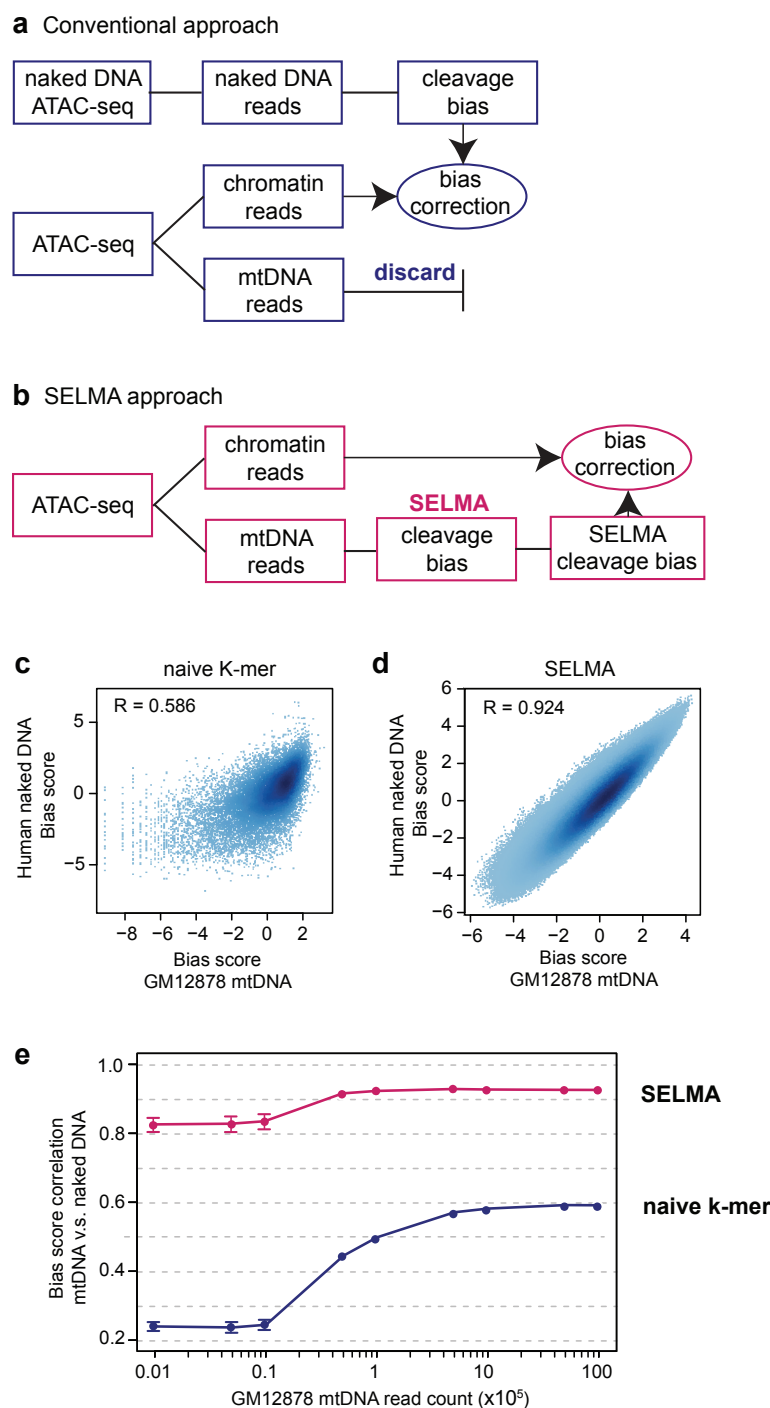 a Conventional approach
naked DNA
ATAC-seq
naked DNA
reads
cleavage
bias
chromatin
reads
bias
correction
ATAC-seq
mtDNA
reads
discard
b SELMA approach
chromatin
reads
bias
correction
ATAC-seq
SELMA
mtDNA
reads
cleavage
bias
SELMA
cleavage bias
c
naive K-mer
R = 0.586
Human naked DNA
Bias score
5
0
−5
−8 −6 −4 −2 0 2
Bias score
GM12878 mtDNA
d
SELMA
R = 0.924
Human naked DNA
Bias score
6
4
2
0
−2
−4
−6
−6 −4 −2 0 2 4
Bias score
GM12878 mtDNA
e
Bias score correlation
mtDNA v.s. naked DNA
1.0
0.8
0.6
0.4
0.2
SELMA
naive k-mer
0.01 0.1 1 10 100
GM12878 mtDNA read count (x10⁵)